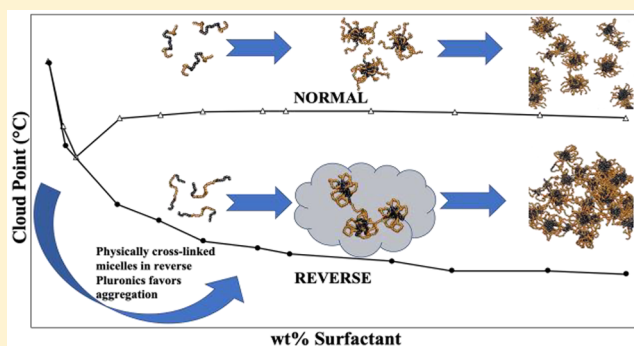 NORMAL
Cloud Point (°C)
Physically cross-linked
micelles in reverse
Pluronics favors
aggregation
REVERSE
wt% Surfactant